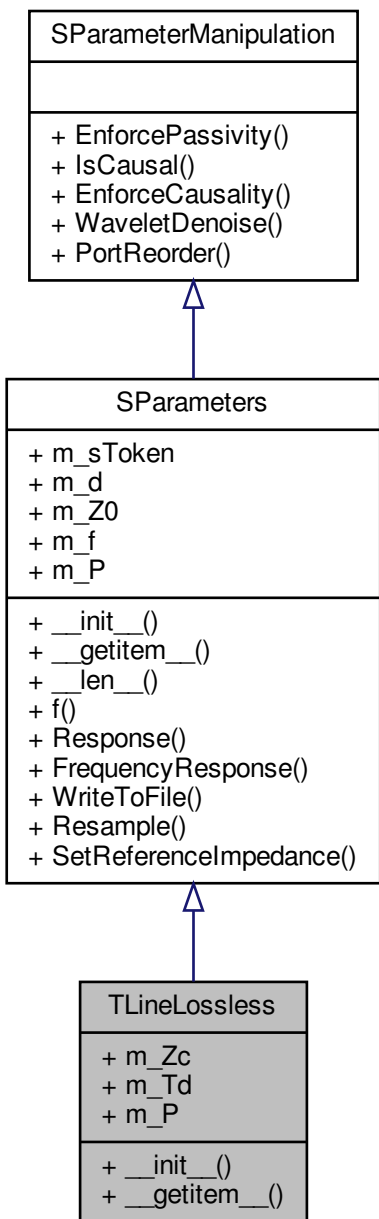 SParameterManipulation
+ EnforcePassivity()
+ IsCausal()
+ EnforceCausality()
+ WaveletDenoise()
+ PortReorder()
SParameters
+ m_sToken
+ m_d
+ m_Z0
+ m_f
+ m_P
+ __init__()
+ __getitem__()
+ __len__()
+ f()
+ Response()
+ FrequencyResponse()
+ WriteToFile()
+ Resample()
+ SetReferenceImpedance()
TLineLossless
+ m_Zc
+ m_Td
+ m_P
+ __init__()
+ __getitem__()